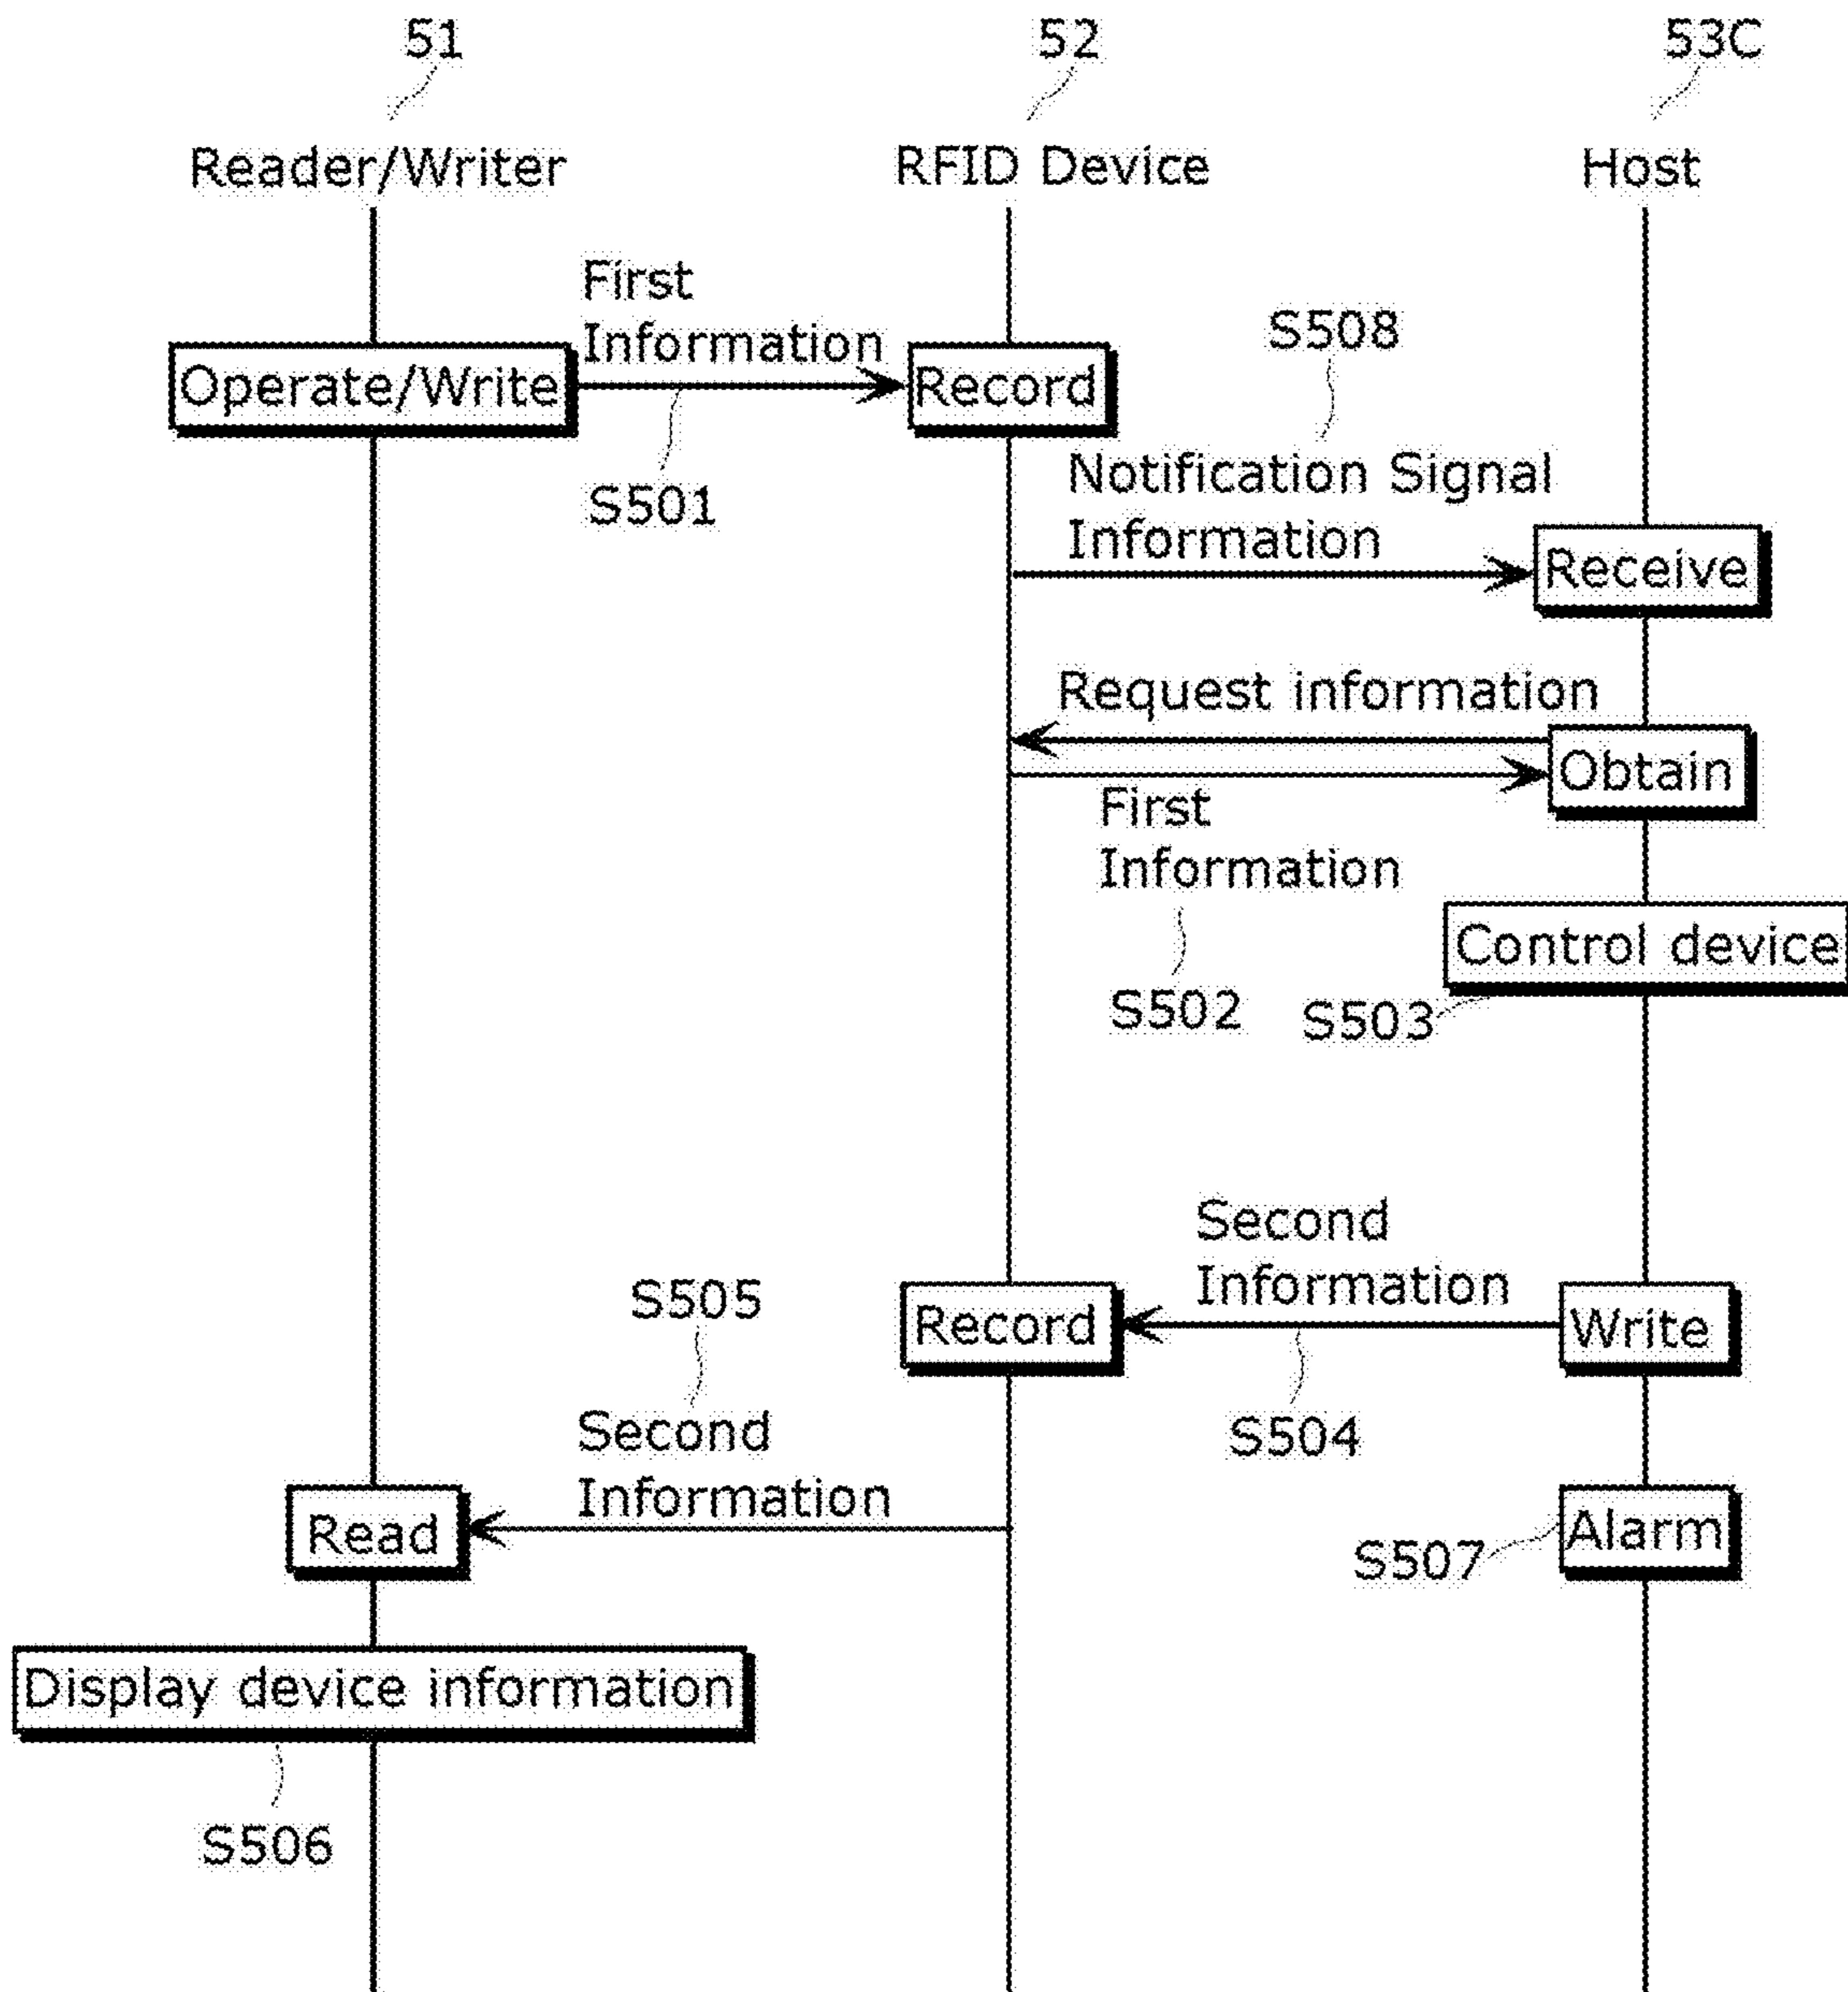 51
52
53C
Reader/Writer
RFID Device
Host
First
Information
Operate/Write
Record
S501
S508
Notification Signal
Information
Receive
Request information
Obtain
First
Information
Control device
S502
S503
Second
Information
Record
Write
S504
S505
Second
Information
Read
Alarm
S507
Display device information
S506